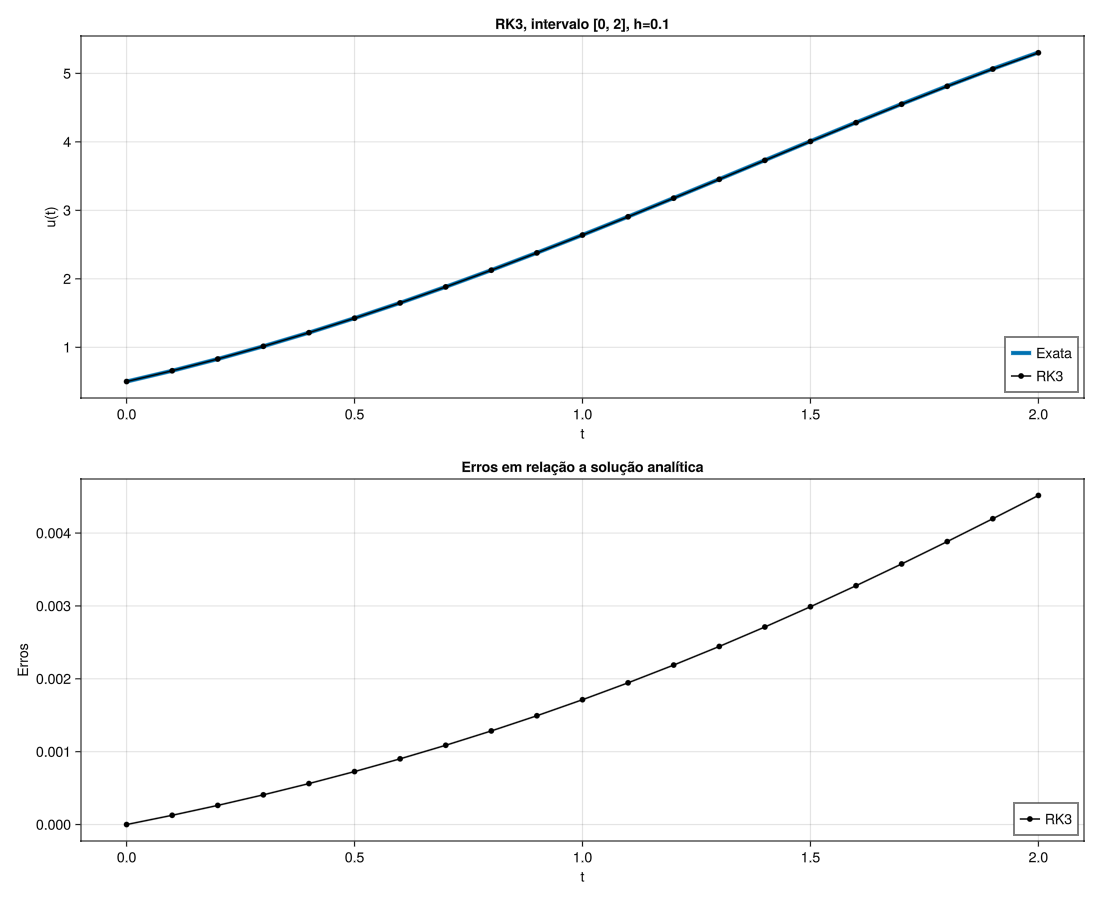 RK3, intervalo [0, 2], h=0.1
u(t)
5
4
3
2
1
Exata
RK3
0.0 0.5 1.0 1.5 2.0
t
Erros em relação a solução analítica
Erros
0.004
0.003
0.002
0.001
0.000
RK3
0.0 0.5 1.0 1.5 2.0
t